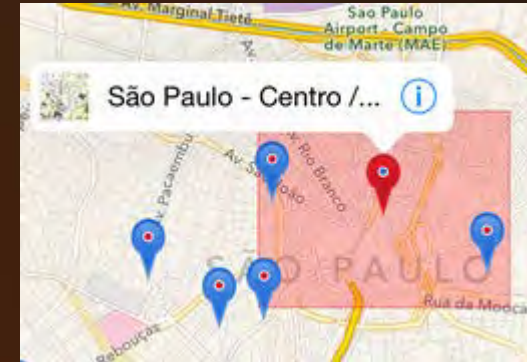 Av. Marginal Tietê
Sao Paulo
Airport - Campo
de Marte (MAE)
São Paulo - Centro /...
Av. Pacaembu
Av. São João
Av. Rio Branco
SÃO PAULO
Rua da Mooca
Rebouças